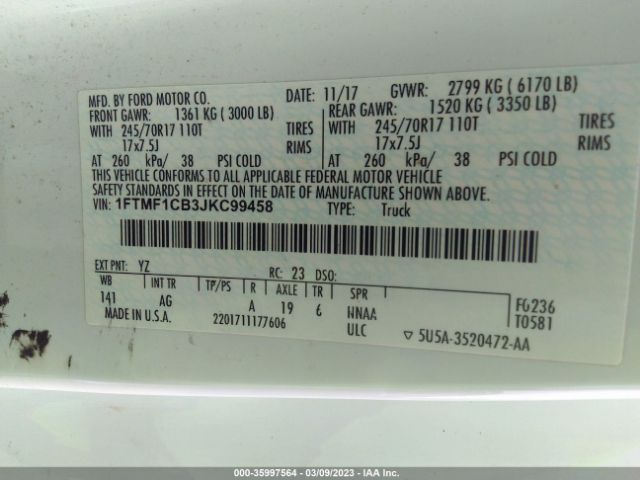 MFD. BY FORD MOTOR CO. DATE: 11/17 GVWR: 2799 KG ( 6170 LB)
FRONT GAWR: 1361 KG ( 3000 LB) REAR GAWR: 1520 KG ( 3350 LB)
WITH 245/70R17 110T TIRES WITH 245/70R17 110T TIRES
17x7.5J RIMS 17x7.5J RIMS
AT 260 kPa/ 38 PSI COLD AT 260 kPa/ 38 PSI COLD
THIS VEHICLE CONFORMS TO ALL APPLICABLE FEDERAL MOTOR VEHICLE
SAFETY STANDARDS IN EFFECT ON THE DATE OF MANUFACTURE SHOWN ABOVE.
VIN: 1FTMF1CB3JKC99458 TYPE: Truck
EXT PNT: YZ RC: 23 DSO:
WB INT TR TP/PS R AXLE TR SPR
141 AG A 19 6 WNAA F0236
MADE IN U.S.A. 2201711177606 ULC T0581
5U5A-3520472-AA
000-35997564 / 03/09/2023 / IAA Inc.